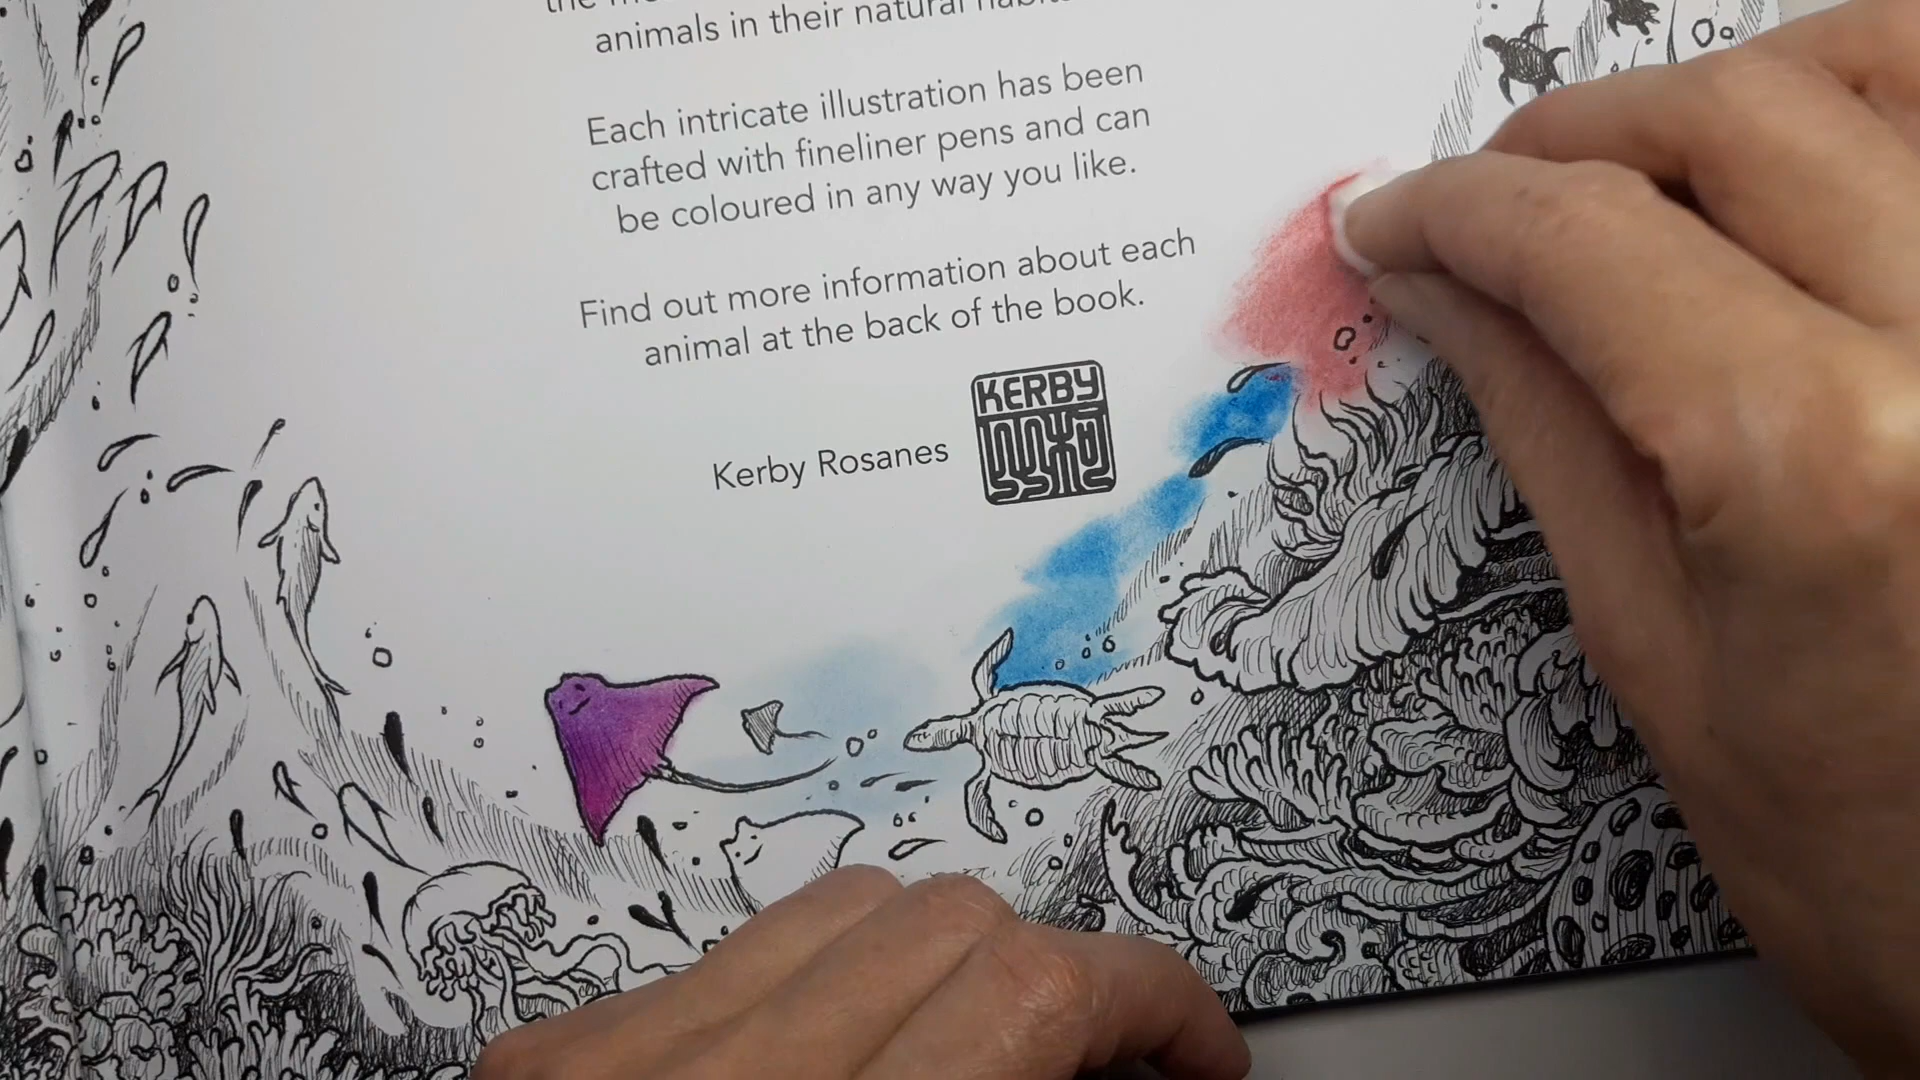 animals in their natural
Each intricate illustration has been
crafted with fineliner pens and can
be coloured in any way you like.
Find out more information about each
animal at the back of the book.
Kerby Rosanes
KERBY